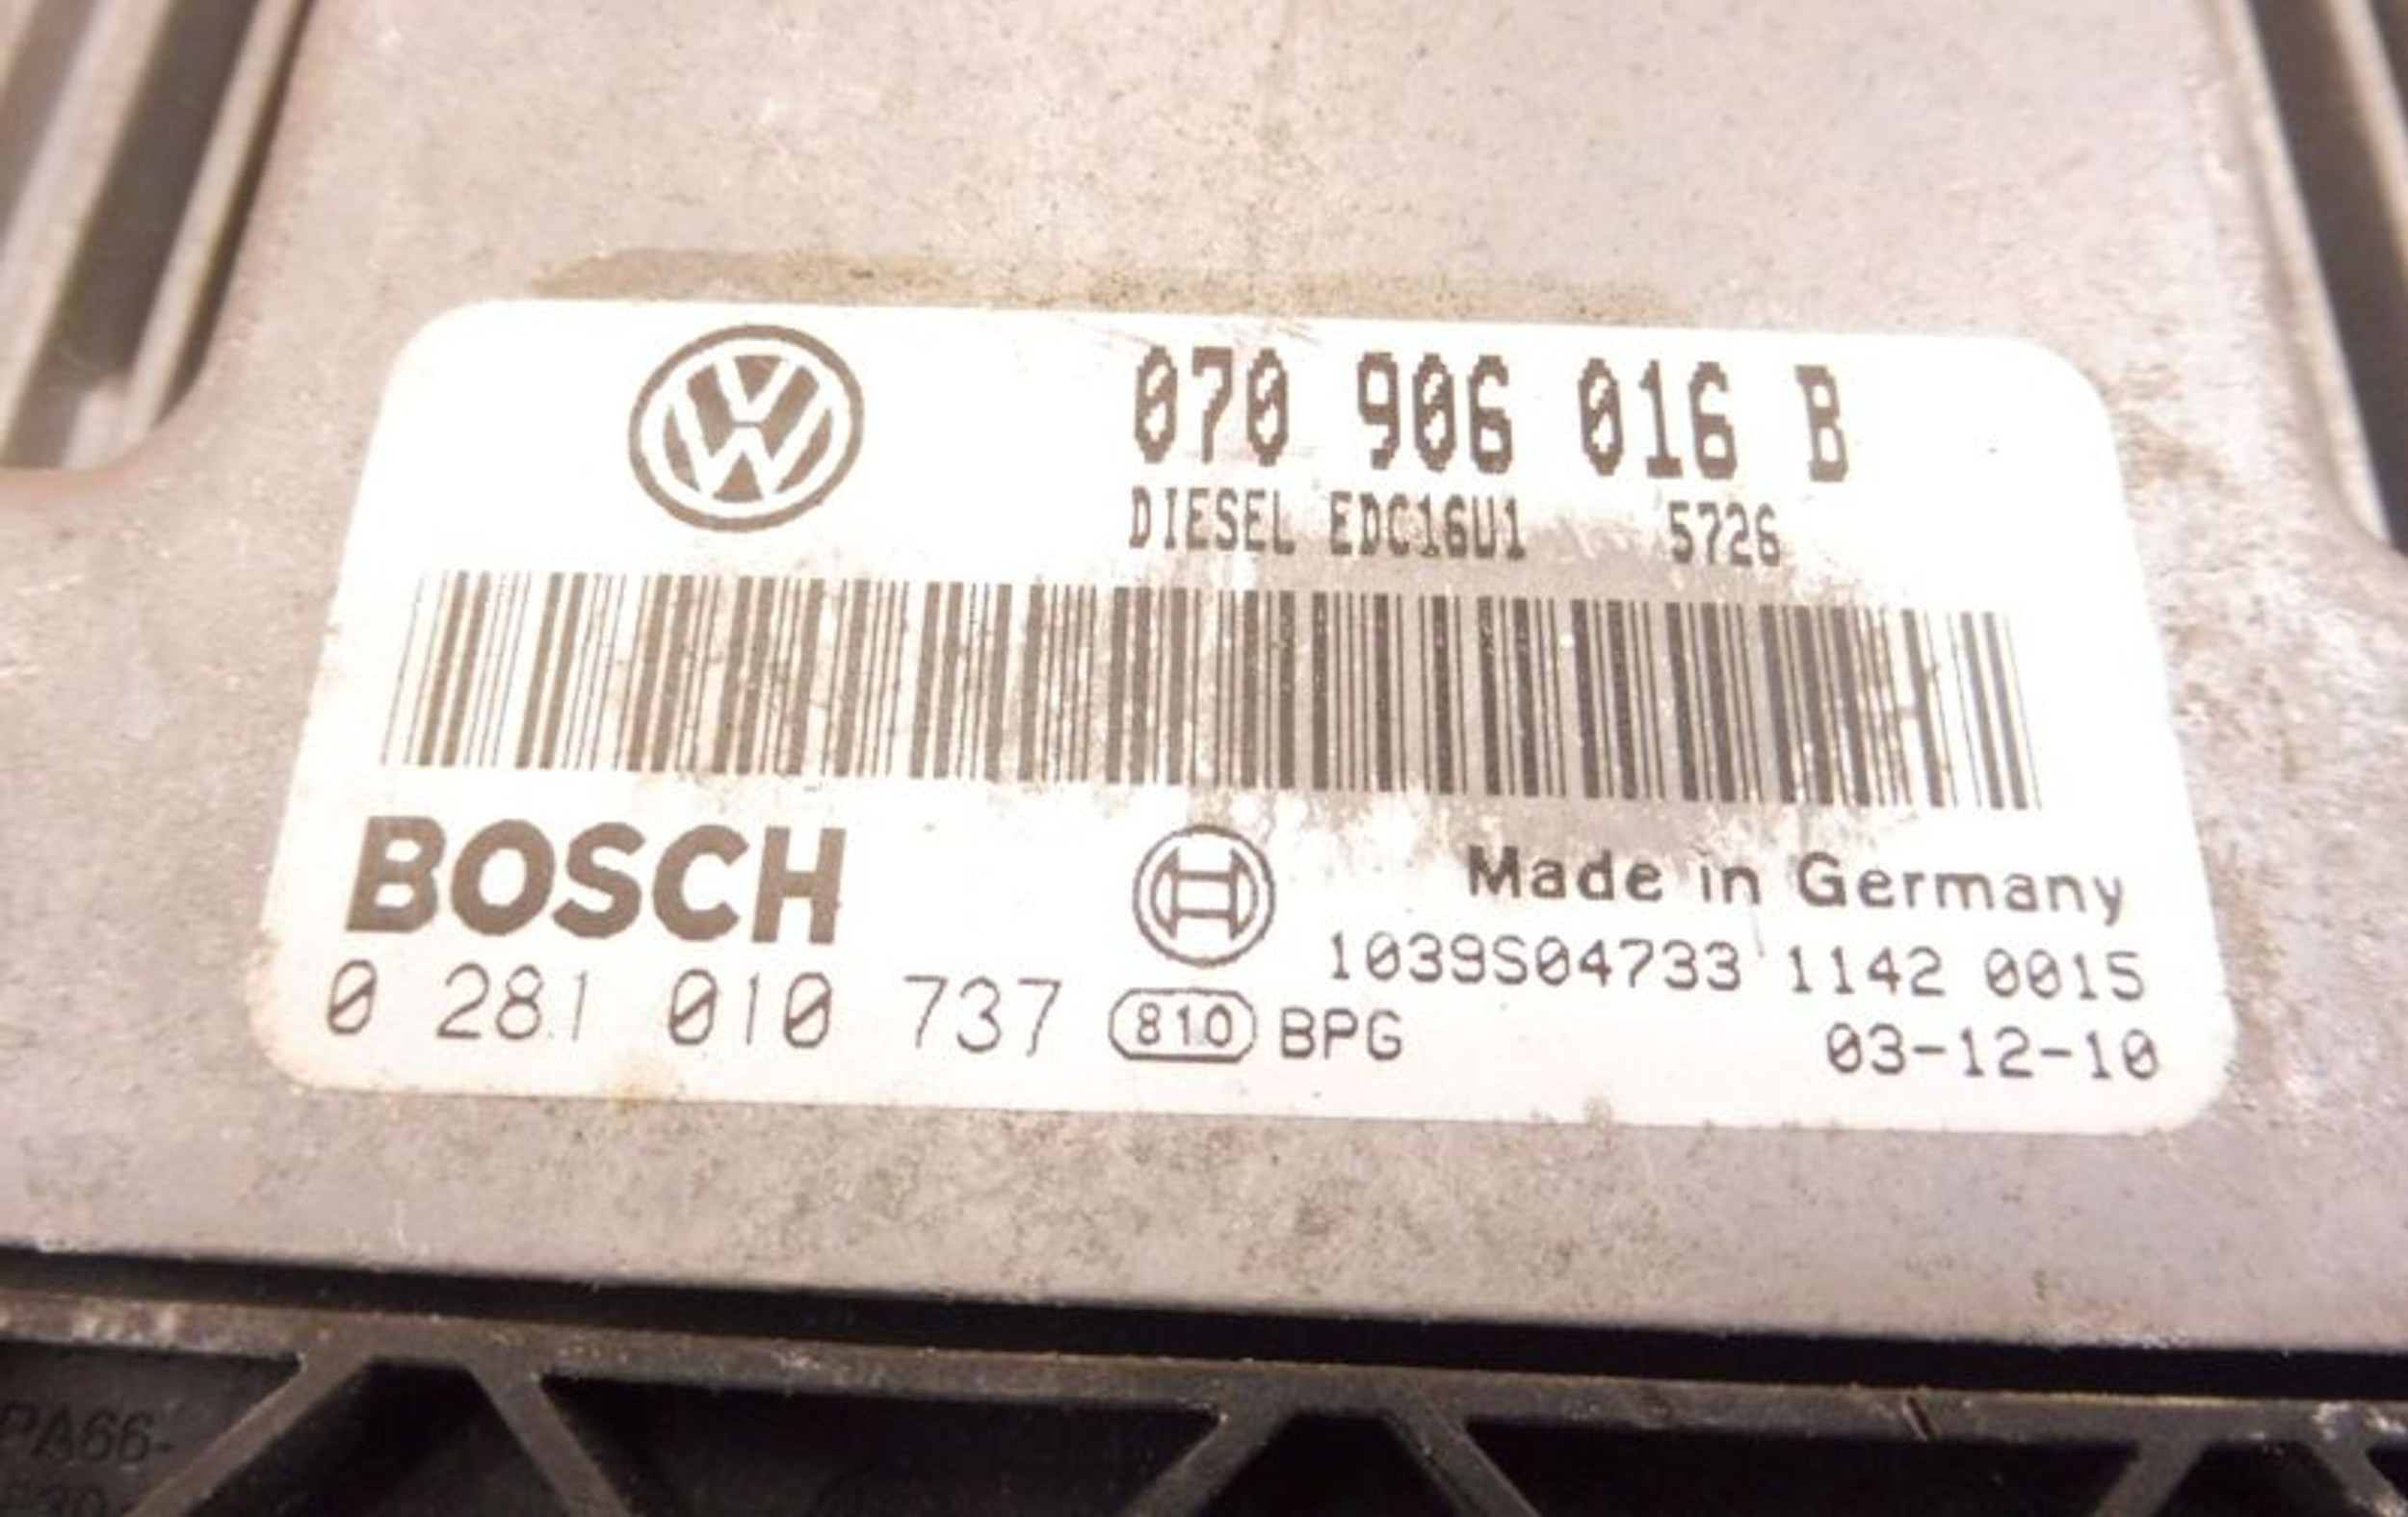 070 906 016 B
DIESEL EDC16U1 5726
BOSCH
Made in Germany
1039S04733 1142 0015
0 281 010 737 810 BPG
03-12-10
PA66-